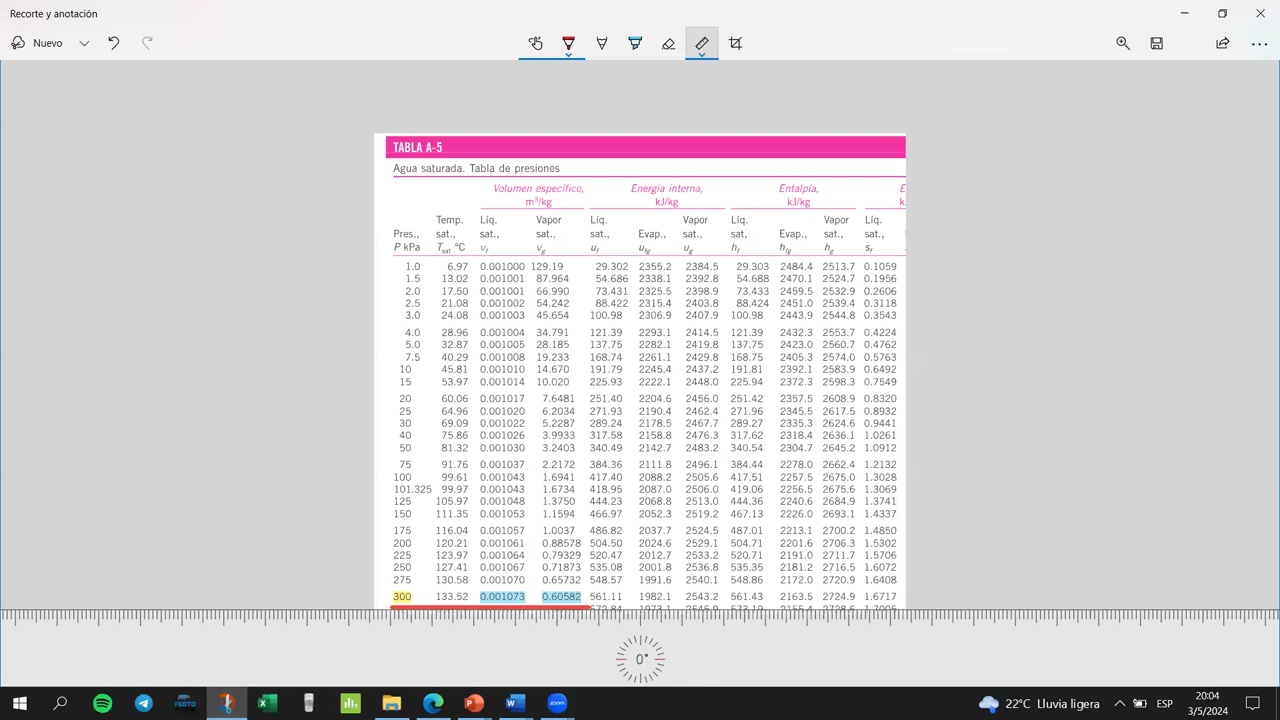 Recorte y anotación
Nuevo
TABLA A-5
Agua saturada. Tabla de presiones
Volumen específico, Energía interna, Entalpía, E
m³/kg kJ/kg kJ/kg k
Temp. Líq. Vapor Líq. Vapor Líq. Vapor Líq.
Pres., sat., sat., sat., sat., Evap., sat., sat, Evap., sat., sat.,
P kPa Tsat °C vf vg uf ufg ug hf hfg hg sf
1.0 6.97 0.001000 129.19 29.302 2355.2 2384.5 29.303 2484.4 2513.7 0.1059
1.5 13.02 0.001001 87.964 54.686 2338.1 2392.8 54.688 2470.1 2524.7 0.1956
2.0 17.50 0.001001 66.990 73.431 2325.5 2398.9 73.433 2459.5 2532.9 0.2606
2.5 21.08 0.001002 54.242 88.422 2315.4 2403.8 88.424 2451.0 2539.4 0.3118
3.0 24.08 0.001003 45.654 100.98 2306.9 2407.9 100.98 2443.9 2544.8 0.3543
4.0 28.96 0.001004 34.791 121.39 2293.1 2414.5 121.39 2432.3 2553.7 0.4224
5.0 32.87 0.001005 28.185 137.75 2282.1 2419.8 137.75 2423.0 2560.7 0.4762
7.5 40.29 0.001008 19.233 168.74 2261.1 2429.8 168.75 2405.3 2574.0 0.5763
10 45.81 0.001010 14.670 191.79 2245.4 2437.2 191.81 2392.1 2583.9 0.6492
15 53.97 0.001014 10.020 225.93 2222.1 2448.0 225.94 2372.3 2598.3 0.7549
20 60.06 0.001017 7.6481 251.40 2204.6 2456.0 251.42 2357.5 2608.9 0.8320
25 64.96 0.001020 6.2034 271.93 2190.4 2462.4 271.96 2345.5 2617.5 0.8932
30 69.09 0.001022 5.2287 289.24 2178.5 2467.7 289.27 2335.3 2624.6 0.9441
40 75.86 0.001026 3.9933 317.58 2158.8 2476.3 317.62 2318.4 2636.1 1.0261
50 81.32 0.001030 3.2403 340.49 2142.7 2483.2 340.54 2304.7 2645.2 1.0912
75 91.76 0.001037 2.2172 384.36 2111.8 2496.1 384.44 2278.0 2662.4 1.2132
100 99.61 0.001043 1.6941 417.40 2088.2 2505.6 417.51 2257.5 2675.0 1.3028
101.325 99.97 0.001043 1.6734 418.95 2087.0 2506.0 419.06 2256.5 2675.6 1.3069
125 105.97 0.001048 1.3750 444.23 2068.8 2513.0 444.36 2240.6 2684.9 1.3741
150 111.35 0.001053 1.1594 466.97 2052.3 2519.2 467.13 2226.0 2693.1 1.4337
175 116.04 0.001057 1.0037 486.82 2037.7 2524.5 487.01 2213.1 2700.2 1.4850
200 120.21 0.001061 0.88578 504.50 2024.6 2529.1 504.71 2201.6 2706.3 1.5302
225 123.97 0.001064 0.79329 520.47 2012.7 2533.2 520.71 2191.0 2711.7 1.5706
250 127.41 0.001067 0.71873 535.08 2001.8 2536.8 535.35 2181.2 2716.5 1.6072
275 130.58 0.001070 0.65732 548.57 1991.6 2540.1 548.86 2172.0 2720.9 1.6408
300 133.52 0.001073 0.60582 561.11 1982.1 2543.2 561.43 2163.5 2724.9 1.6717
0°
FESTO
zoom
22°C Lluvia ligera
ESP
20:04
3/5/2024